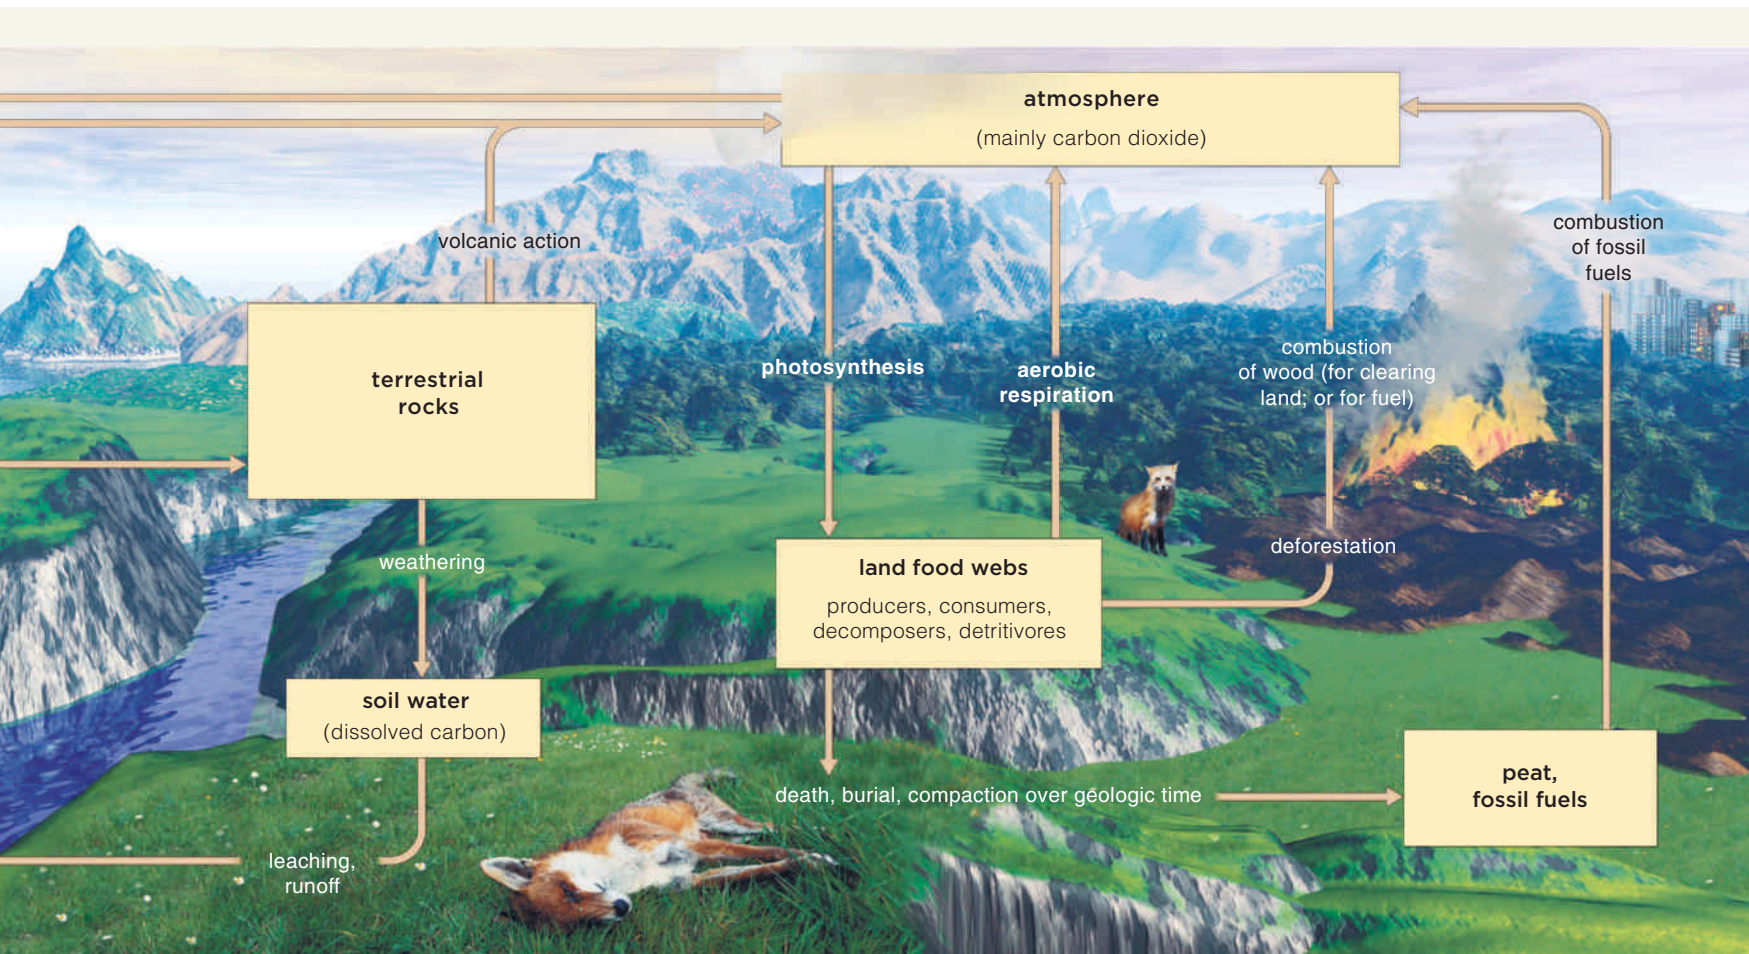 atmosphere
(mainly carbon dioxide)
volcanic action
combustion
of fossil
fuels
terrestrial
rocks
photosynthesis
aerobic
respiration
combustion
of wood (for clearing
land; or for fuel)
weathering
deforestation
land food webs
producers, consumers,
decomposers, detritivores
soil water
(dissolved carbon)
death, burial, compaction over geologic time
peat,
fossil fuels
leaching,
runoff